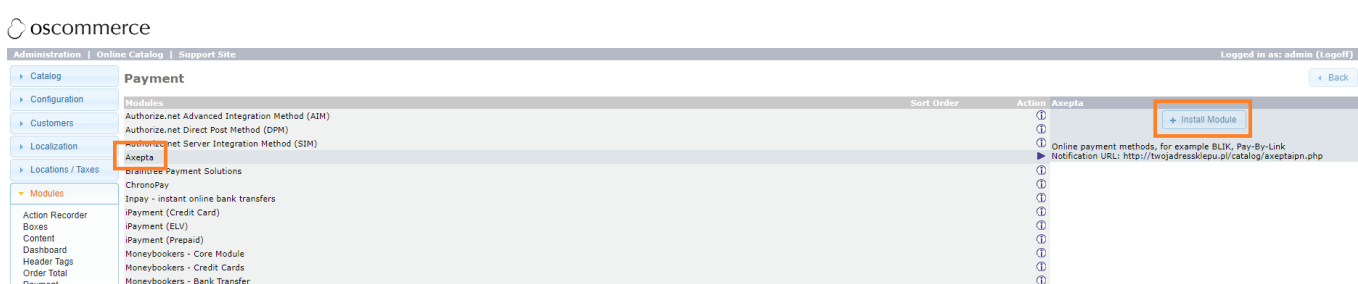 oscommerce
Administration | Online Catalog | Support Site
Logged in as: admin (Logoff)
Catalog
Configuration
Customers
Localization
Locations / Taxes
Modules
Action Recorder
Boxes
Content
Dashboard
Header Tags
Order Total
Payment
Payment
Back
Modules Sort Order Action
Authorize.net Advanced Integration Method (AIM)
Authorize.net Direct Post Method (DPM)
Authorize.net Server Integration Method (SIM)
Axepta
Braintree Payment Solutions
ChronoPay
Inpay - instant online bank transfers
iPayment (Credit Card)
iPayment (ELV)
iPayment (Prepaid)
Moneybookers - Core Module
Moneybookers - Credit Cards
Moneybookers - Bank Transfer
Axepta
+ Install Module
Online payment methods, for example BLIK, Pay-By-Link
Notification URL: http://twojadressklepu.pl/catalog/axeptaipn.php